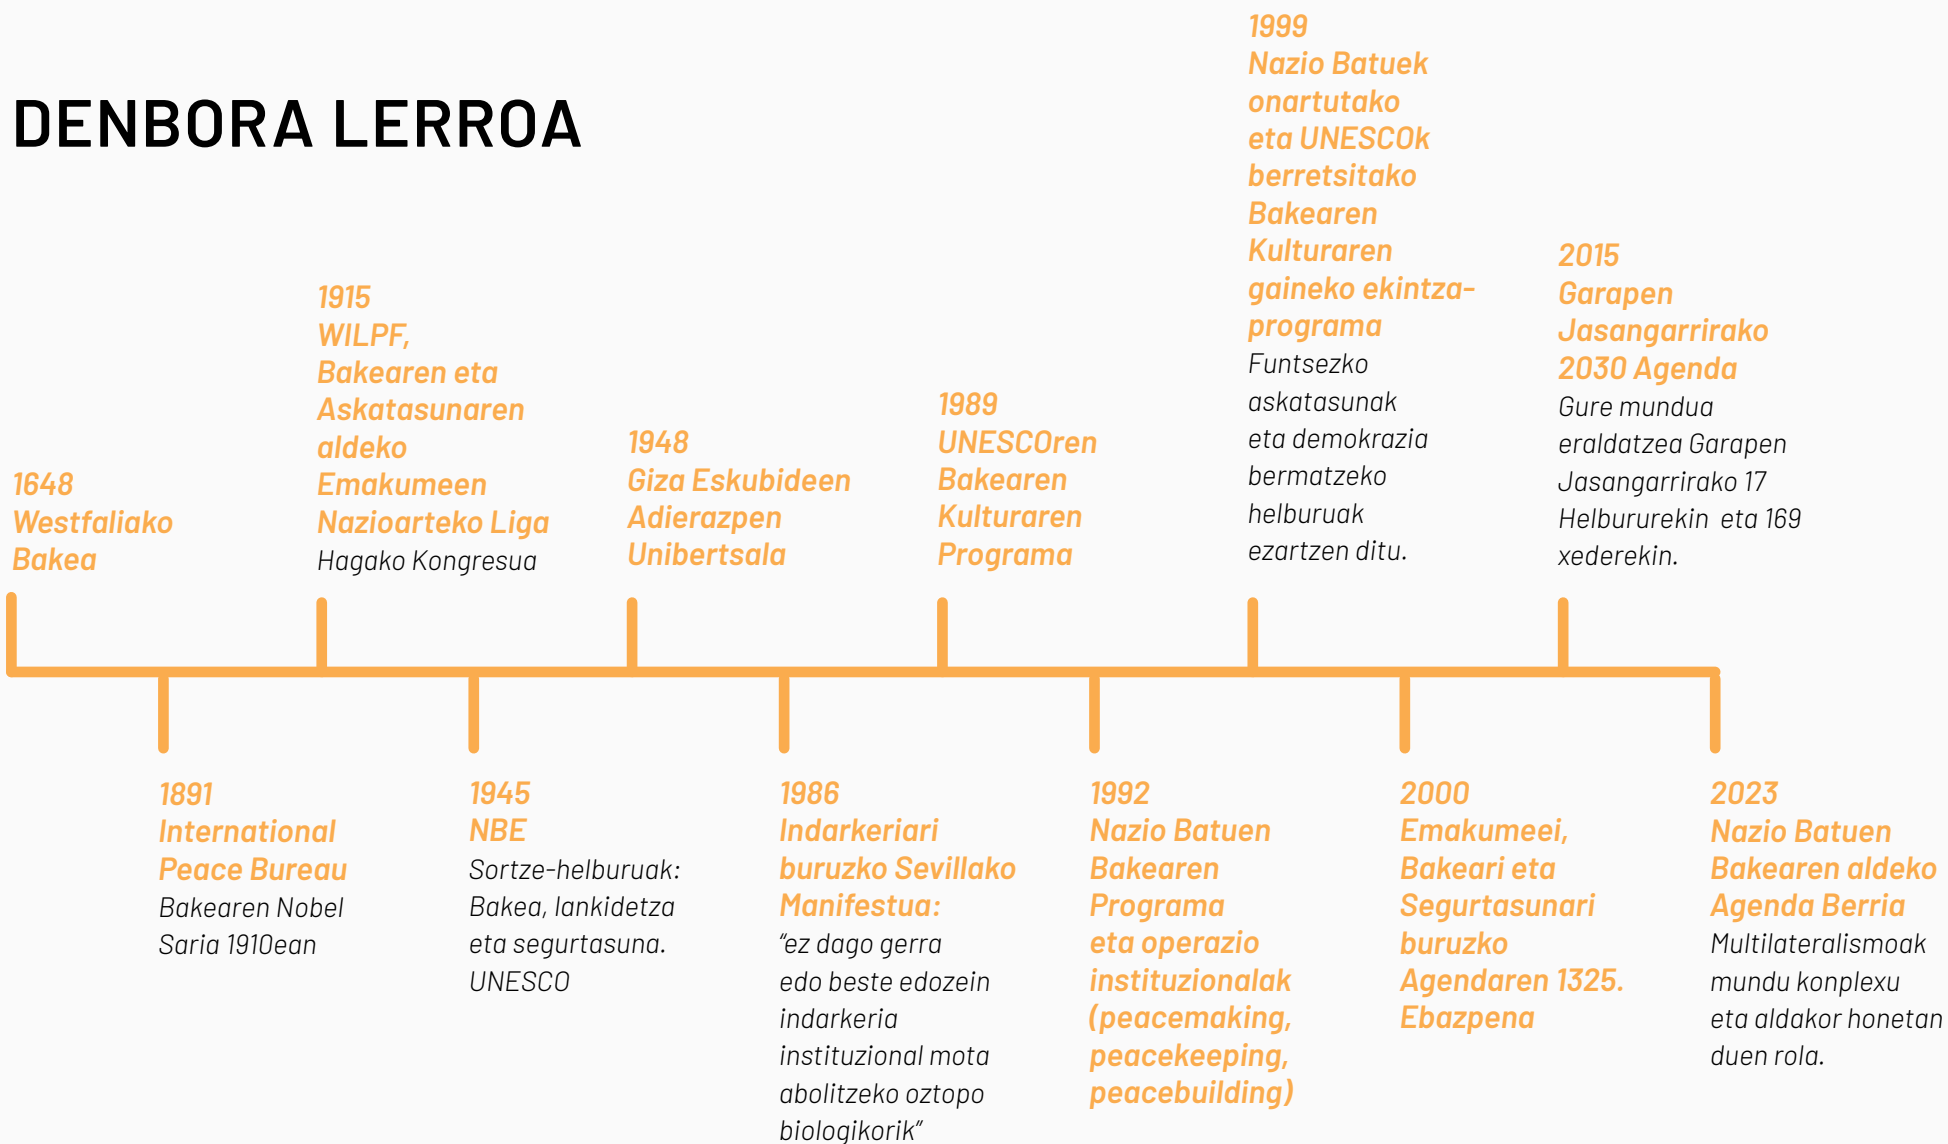 DENBORA LERROA
1648
Westfaliako
Bakea
1891
International
Peace Bureau
Bakearen Nobel
Saria 1910ean
1915
WILPF,
Bakearen eta
Askatasunaren
aldeko
Emakumeen
Nazioarteko Liga
Hagako Kongresua
1945
NBE
Sortze-helburuak:
Bakea, lankidetza
eta segurtasuna.
UNESCO
1948
Giza Eskubideen
Adierazpen
Unibertsala
1986
Indarkeriari
buruzko Sevillako
Manifestua:
“ez dago gerra
edo beste edozein
indarkeria
instituzional mota
abolitzeko oztopo
biologikorik”
1989
UNESCOren
Bakearen
Kulturaren
Programa
1992
Nazio Batuen
Bakearen
Programa
eta operazio
instituzionalak
(peacemaking,
peacekeeping,
peacebuilding)
1999
Nazio Batuek
onartutako
eta UNESCOk
berretsitako
Bakearen
Kulturaren
gaineko ekintza-
programa
Funtsezko
askatasunak
eta demokrazia
bermatzeko
helburuak
ezartzen ditu.
2000
Emakumeei,
Bakeari eta
Segurtasunari
buruzko
Agendaren 1325.
Ebazpena
2015
Garapen
Jasangarrirako
2030 Agenda
Gure mundua
eraldatzea Garapen
Jasangarrirako 17
Helbururekin eta 169
xederekin.
2023
Nazio Batuen
Bakearen aldeko
Agenda Berria
Multilateralismoak
mundu konplexu
eta aldakor honetan
duen rola.